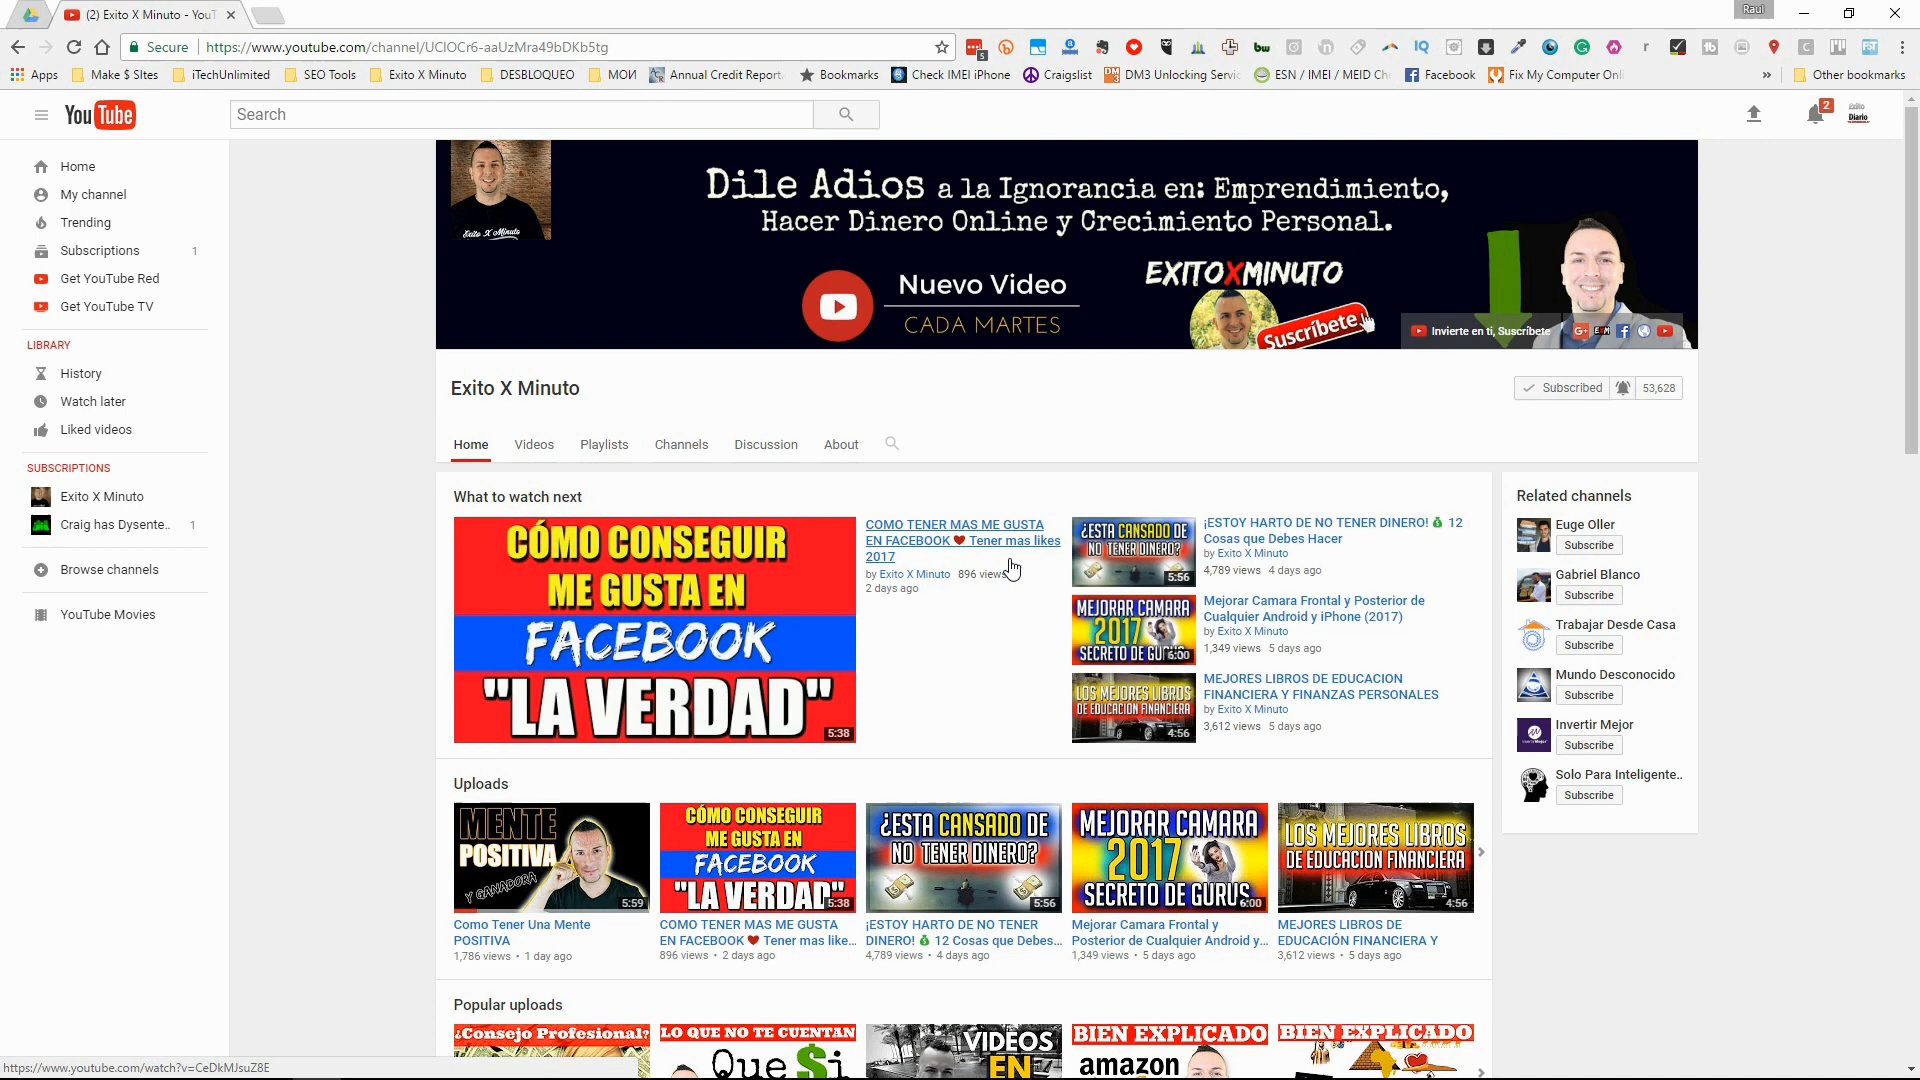 (2) Exito X Minuto - YouT
Raul
Secure
https://www.youtube.com/channel/UClOCr6-aaUzMra49bDKb5tg
Apps
Make $ SItes
iTechUnlimited
SEO Tools
Exito X Minuto
DESBLOQUEO
МОИ
Annual Credit Report.
Bookmarks
Check IMEI iPhone
Craigslist
DM3 Unlocking Servic
ESN / IMEI / MEID Ch
Facebook
Fix My Computer Onl
Other bookmarks
YouTube
Search
2
Exito
Diario
Home
My channel
Trending
Subscriptions 1
Get YouTube Red
Get YouTube TV
LIBRARY
History
Watch later
Liked videos
SUBSCRIPTIONS
Exito X Minuto
Craig has Dysente.. 1
Browse channels
YouTube Movies
Exito X Minuto
Dile Adios a la Ignorancia en: Emprendimiento,
Hacer Dinero Online y Crecimiento Personal.
Nuevo Video
CADA MARTES
EXITOXMINUTO
Suscríbete
Invierte en ti, Suscríbete
Exito X Minuto
Subscribed 53,628
Home Videos Playlists Channels Discussion About
What to watch next
CÓMO CONSEGUIR
ME GUSTA EN
FACEBOOK
"LA VERDAD"
5:38
COMO TENER MAS ME GUSTA
EN FACEBOOK ❤ Tener mas likes
2017
by Exito X Minuto 896 views
2 days ago
¿ESTA CANSADO DE
NO TENER DINERO?
5:56
¡ESTOY HARTO DE NO TENER DINERO! 💰 12
Cosas que Debes Hacer
by Exito X Minuto
4,789 views 4 days ago
MEJORAR CAMARA
2017
SECRETO DE GURUS
6:00
Mejorar Camara Frontal y Posterior de
Cualquier Android y iPhone (2017)
by Exito X Minuto
1,349 views 5 days ago
LOS MEJORES LIBROS
DE EDUCACION FINANCIERA
4:56
MEJORES LIBROS DE EDUCACION
FINANCIERA Y FINANZAS PERSONALES
by Exito X Minuto
3,612 views 5 days ago
Related channels
Euge Oller
Subscribe
Gabriel Blanco
Subscribe
Trabajar Desde Casa
Subscribe
Mundo Desconocido
Subscribe
Invertir Mejor
Subscribe
Solo Para Inteligente..
Subscribe
Uploads
MENTE
POSITIVA
Y GANADORA
5:59
Como Tener Una Mente
POSITIVA
1,786 views • 1 day ago
CÓMO CONSEGUIR
ME GUSTA EN
FACEBOOK
"LA VERDAD"
5:38
COMO TENER MAS ME GUSTA
EN FACEBOOK ❤ Tener mas like...
896 views • 2 days ago
¿ESTA CANSADO DE
NO TENER DINERO?
5:56
¡ESTOY HARTO DE NO TENER
DINERO! 💰 12 Cosas que Debes...
4,789 views • 4 days ago
MEJORAR CAMARA
2017
SECRETO DE GURUS
6:00
Mejorar Camara Frontal y
Posterior de Cualquier Android y...
1,349 views • 5 days ago
LOS MEJORES LIBROS
DE EDUCACION FINANCIERA
4:56
MEJORES LIBROS DE
EDUCACIÓN FINANCIERA Y
3,612 views • 5 days ago
Popular uploads
¿Consejo Profesional?
LO QUE NO TE CUENTAN
Que $i
VIDEOS
EN
BIEN EXPLICADO
amazon
BIEN EXPLICADO
https://www.youtube.com/watch?v=CeDkMJsuZ8E